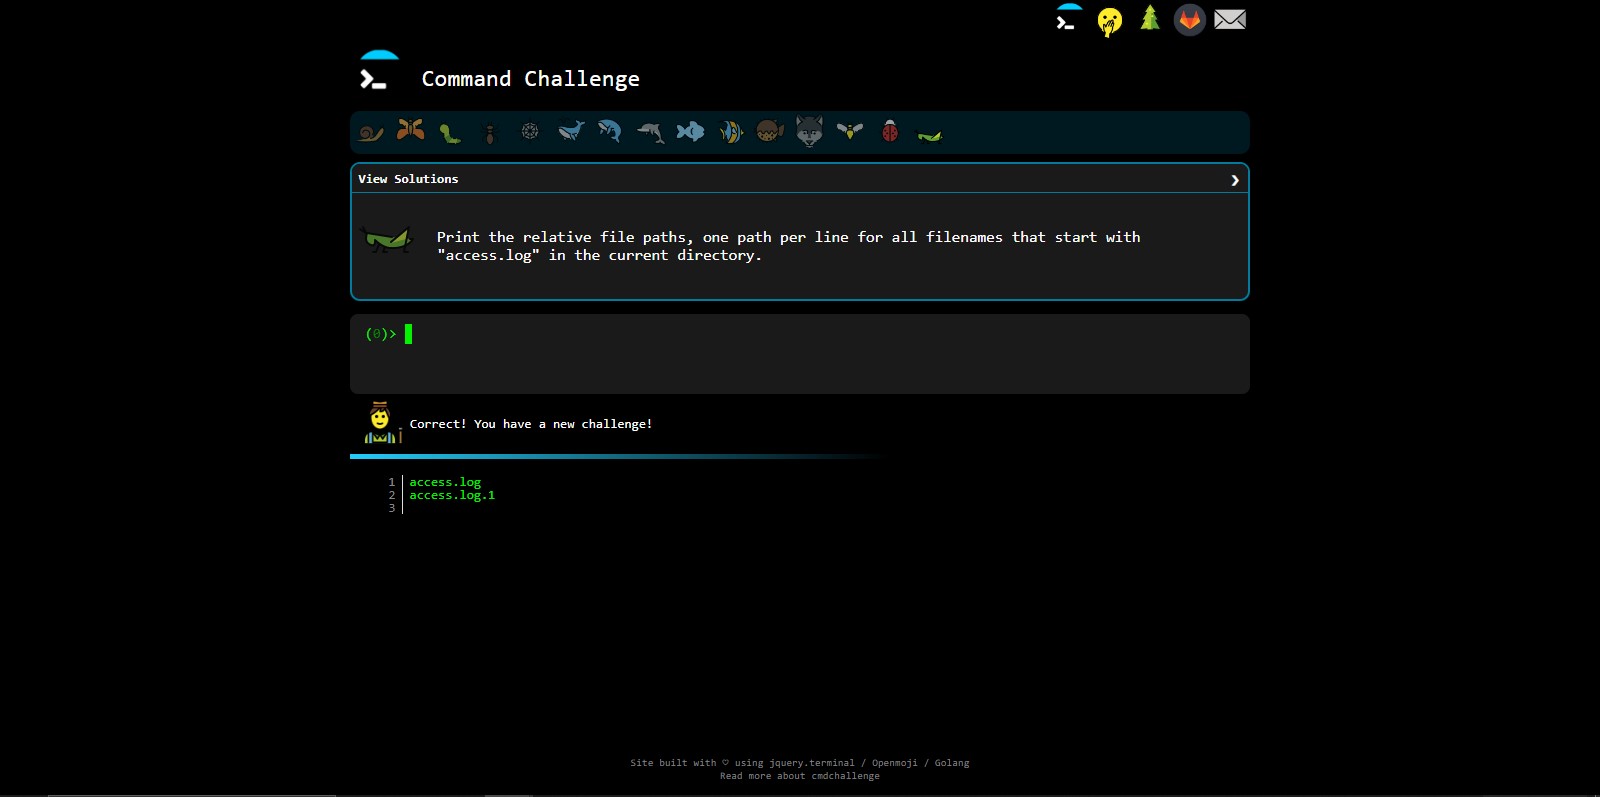 Command Challenge
View Solutions
Print the relative file paths, one path per line for all filenames that start with
"access.log" in the current directory.
(0)>
Correct! You have a new challenge!
1 access.log
2 access.log.1
3
Site built with ♡ using jquery.terminal / Openmoji / Golang
Read more about cmdchallenge